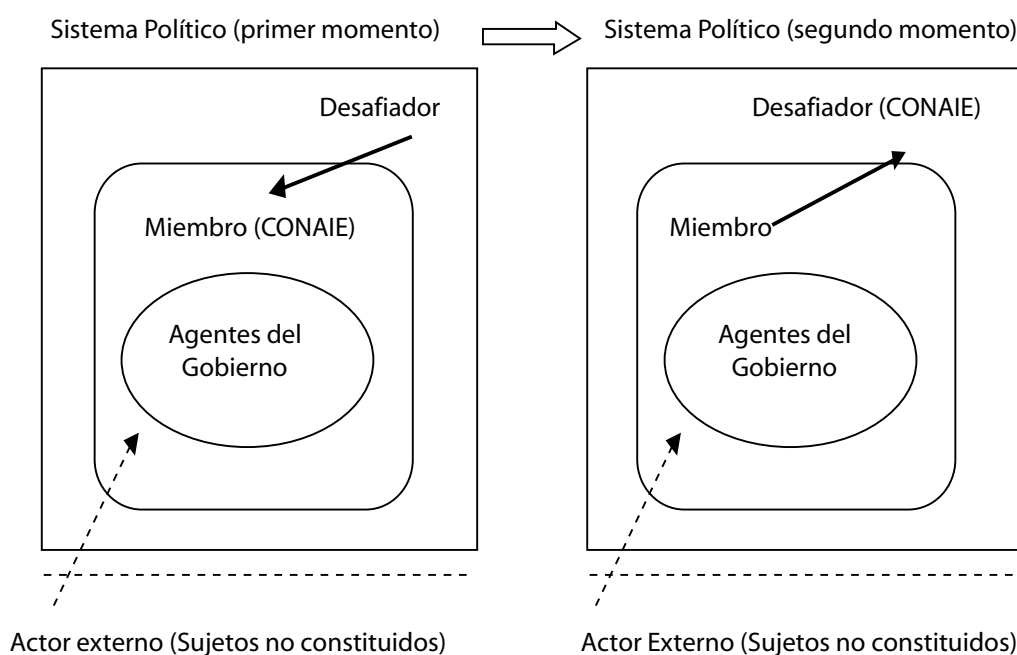 Sistema Político (primer momento)
Desafiador
Miembro (CONAIE)
Agentes del
Gobierno
Actor externo (Sujetos no constituidos)
Sistema Político (segundo momento)
Desafiador (CONAIE)
Miembro
Agentes del
Gobierno
Actor Externo (Sujetos no constituidos)